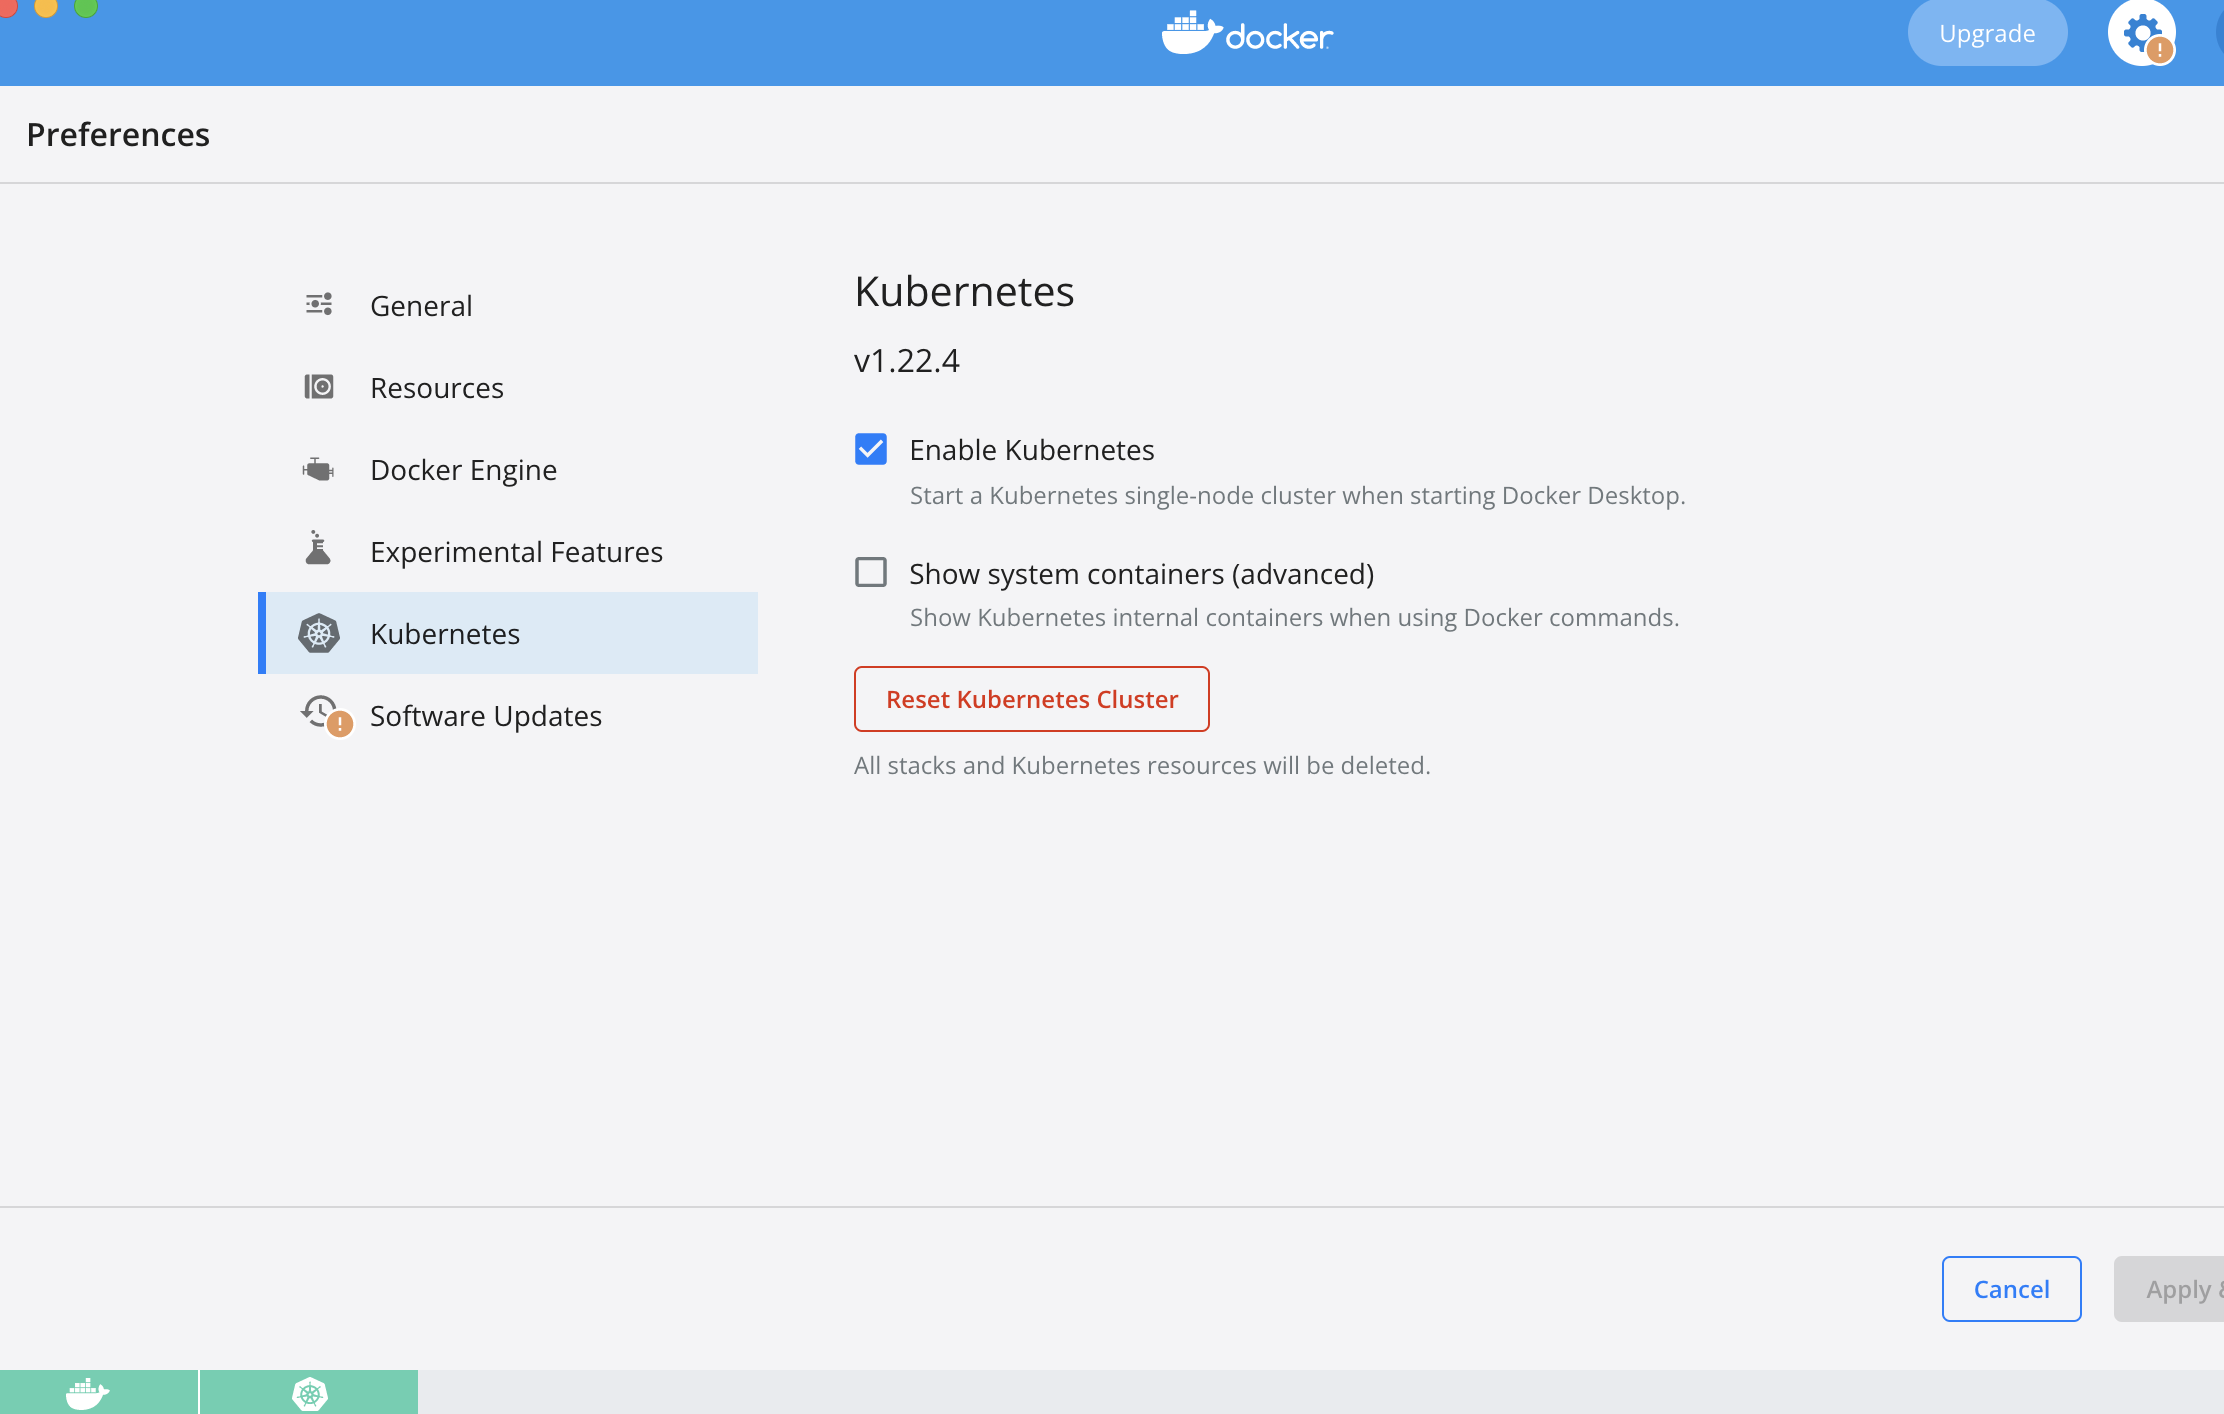 docker
Upgrade
Preferences
General
Resources
Docker Engine
Experimental Features
Kubernetes
Software Updates
Kubernetes
v1.22.4
Enable Kubernetes
Start a Kubernetes single-node cluster when starting Docker Desktop.
Show system containers (advanced)
Show Kubernetes internal containers when using Docker commands.
Reset Kubernetes Cluster
All stacks and Kubernetes resources will be deleted.
Cancel
Apply &